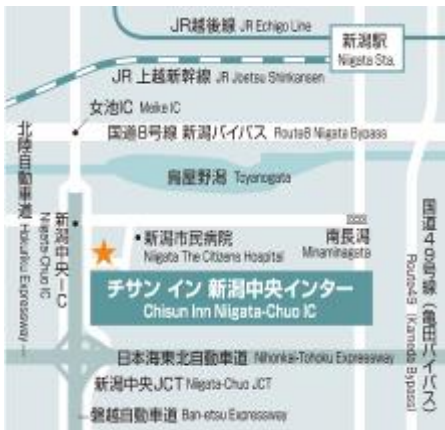 JR越後線 JR Echigo Line
新潟駅
Niigata Sta.
JR 上越新幹線 JR Joetsu Shinkansen
女池IC Meike IC
国道8号線 新潟バイパス Route8 Niigata Bypass
鳥屋野潟 Toyanogata
北陸自動車道 Hokuriku Expressway
新潟中央IC
Niigata-Chuo IC
新潟市民病院
Niigata The Citizens Hospital
南長潟
Minaminagata
国道49号線(亀田バイパス)
Route49 (Kameda Bypass)
チサン イン 新潟中央インター
Chisun Inn Niigata-Chuo IC
日本海東北自動車道 Nihonkai-Tohoku Expressway
新潟中央JCT Niigata-Chuo JCT
磐越自動車道 Ban-etsu Expressway